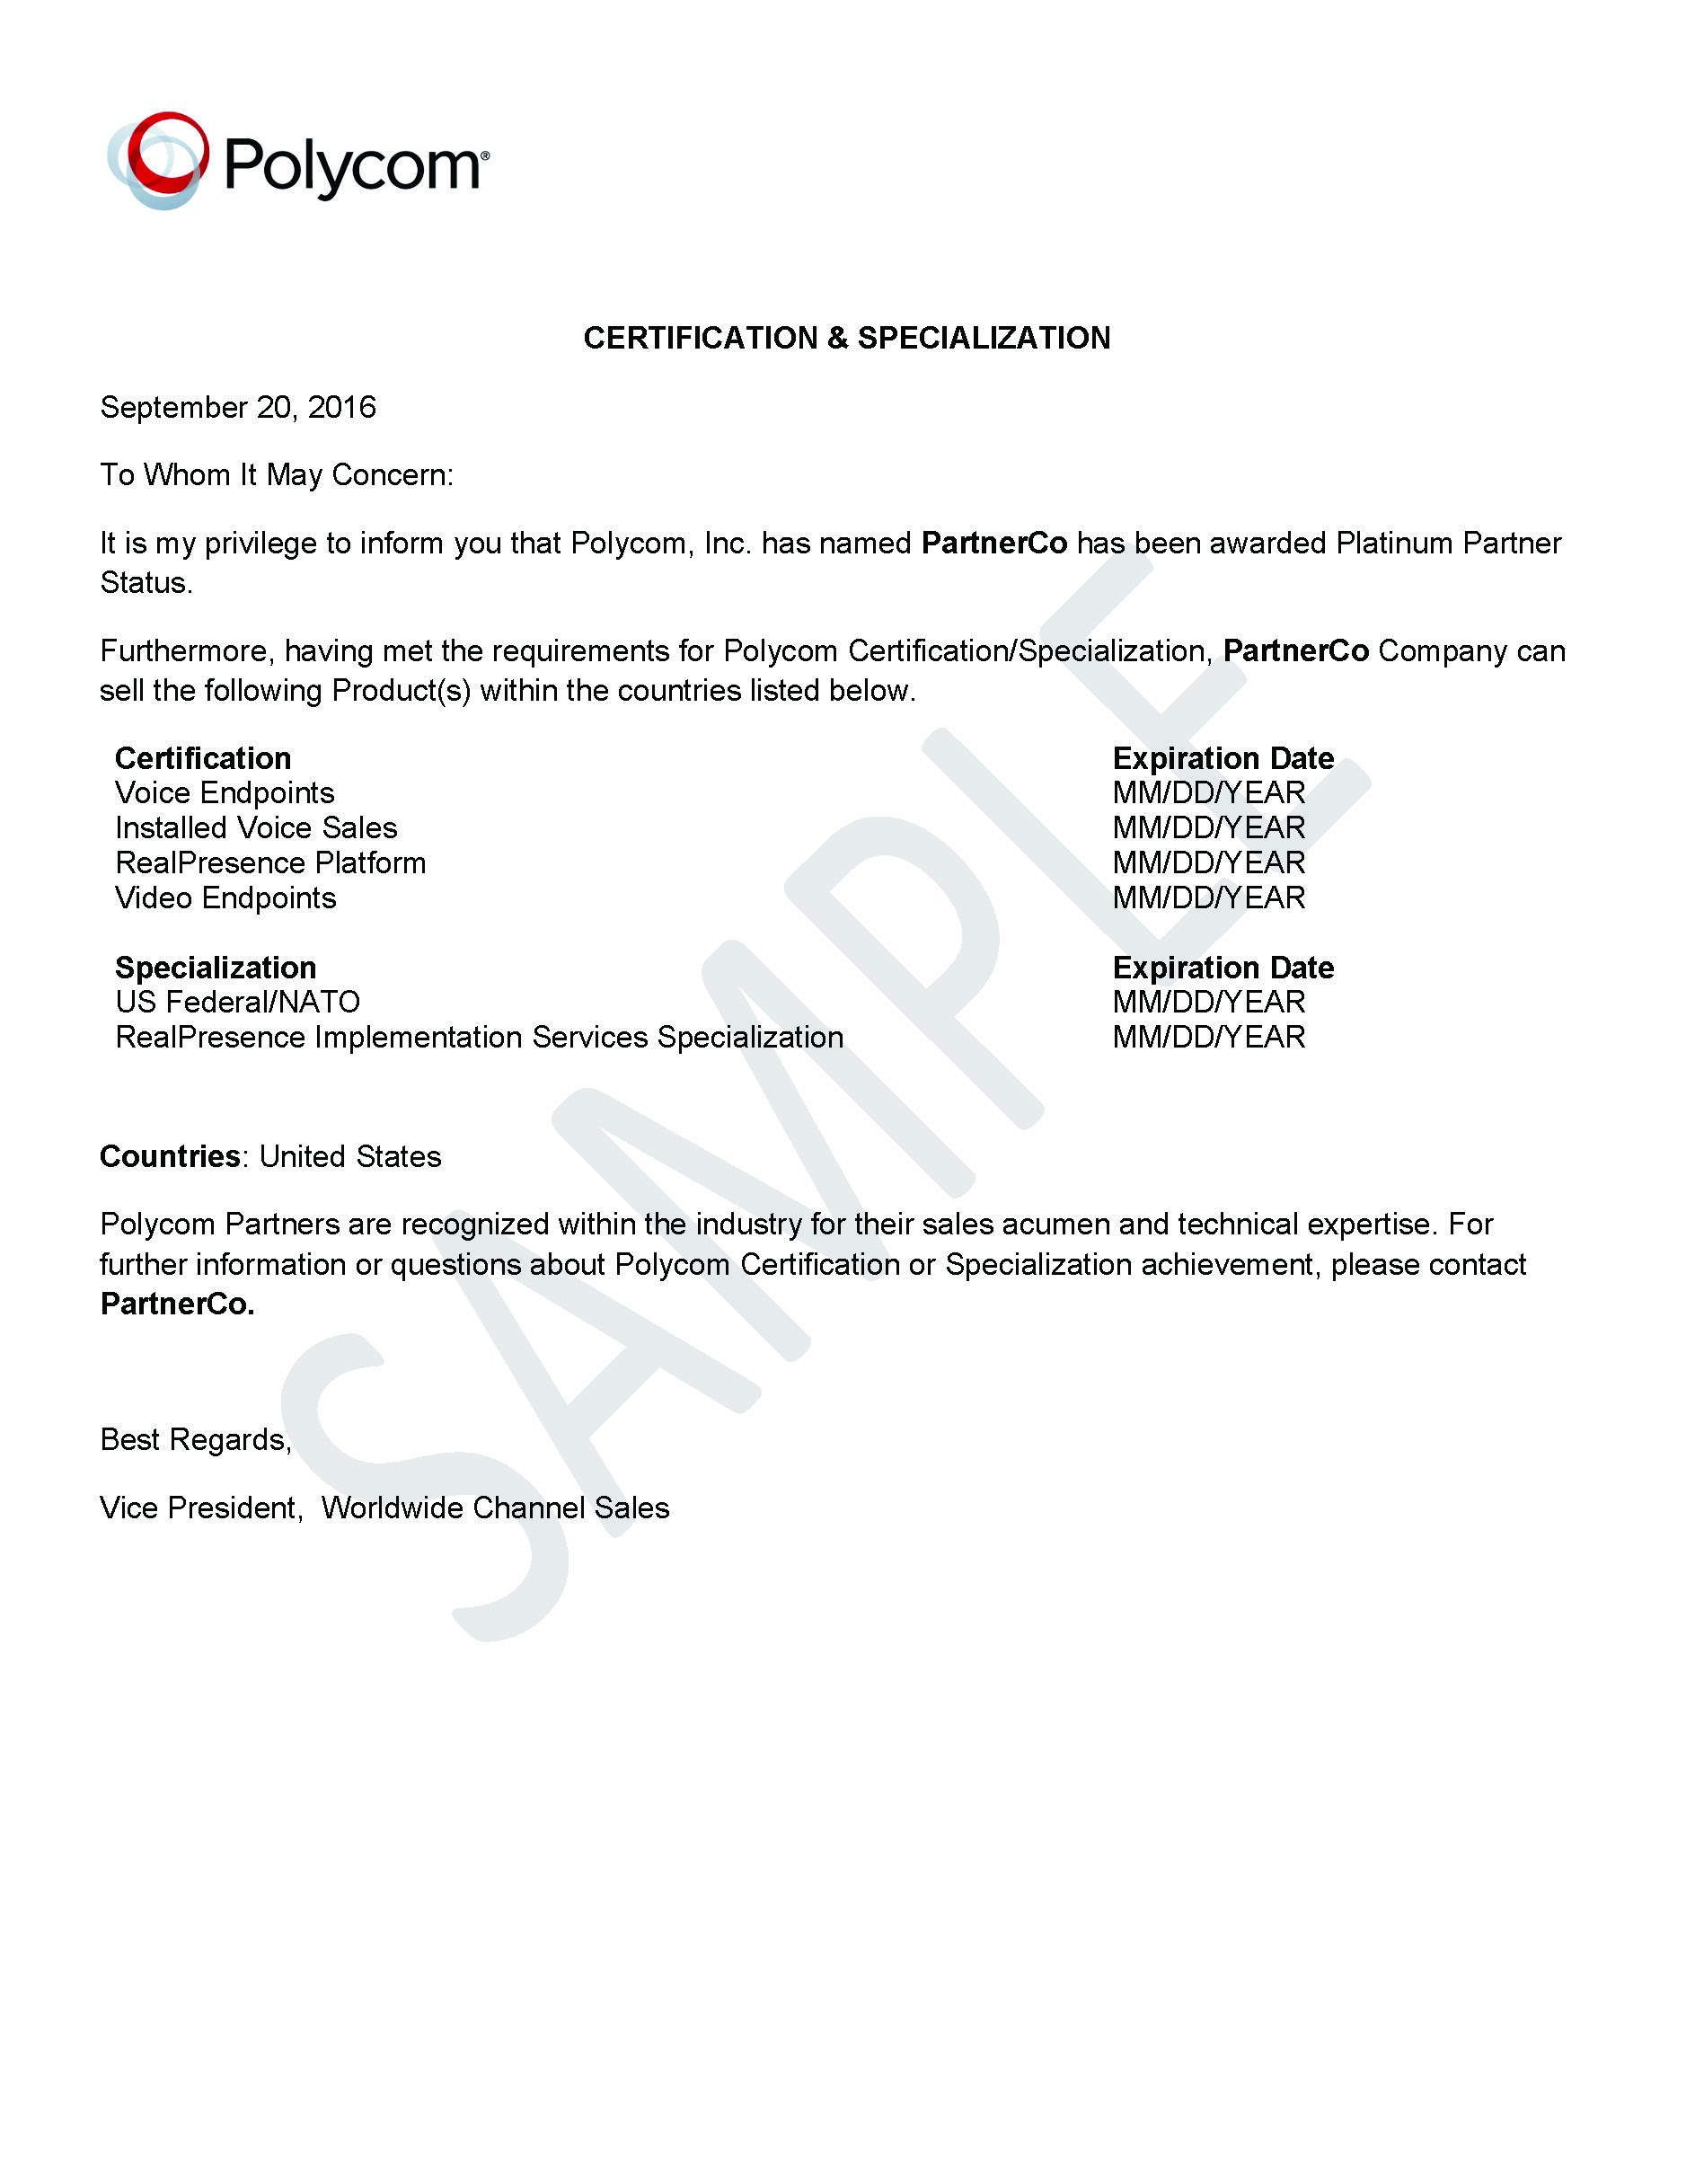 Polycom®
CERTIFICATION & SPECIALIZATION
September 20, 2016
To Whom It May Concern:
It is my privilege to inform you that Polycom, Inc. has named PartnerCo has been awarded Platinum Partner
Status.
Furthermore, having met the requirements for Polycom Certification/Specialization, PartnerCo Company can
sell the following Product(s) within the countries listed below.
Certification Expiration Date
Voice Endpoints MM/DD/YEAR
Installed Voice Sales MM/DD/YEAR
RealPresence Platform MM/DD/YEAR
Video Endpoints MM/DD/YEAR
Specialization Expiration Date
US Federal/NATO MM/DD/YEAR
RealPresence Implementation Services Specialization MM/DD/YEAR
Countries: United States
Polycom Partners are recognized within the industry for their sales acumen and technical expertise. For
further information or questions about Polycom Certification or Specialization achievement, please contact
PartnerCo.
Best Regards,
Vice President, Worldwide Channel Sales
SAMPLE